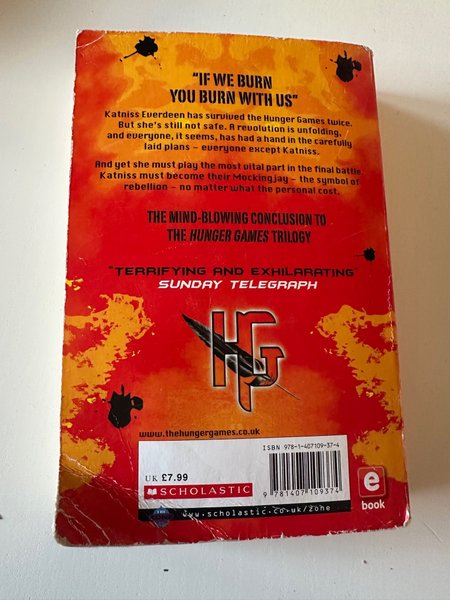 "IF WE BURN
YOU BURN WITH US"
Katniss Everdeen has survived the Hunger Games twice.
But she's still not safe. A revolution is unfolding,
and everyone, it seems, has had a hand in the carefully
laid plans – everyone except Katniss.
And yet she must play the most vital part in the final battle.
Katniss must become their Mockingjay – the symbol of
rebellion – no matter what the personal cost.
THE MIND-BLOWING CONCLUSION TO
THE HUNGER GAMES TRILOGY
"TERRIFYING AND EXHILARATING"
SUNDAY TELEGRAPH
HG
www.thehungergames.co.uk
ISBN 978-1-407109-37-4
UK £7.99
SCHOLASTIC
9 781407 109374
e
book
www.scholastic.co.uk/zone